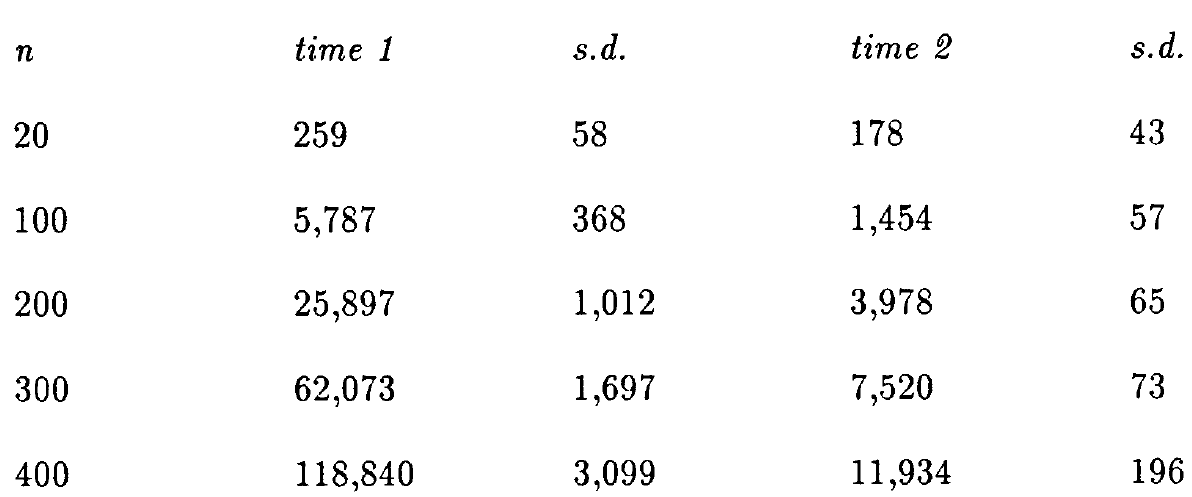 n time 1 s.d. time 2 s.d.
20 259 58 178 43
100 5,787 368 1,454 57
200 25,897 1,012 3,978 65
300 62,073 1,697 7,520 73
400 118,840 3,099 11,934 196